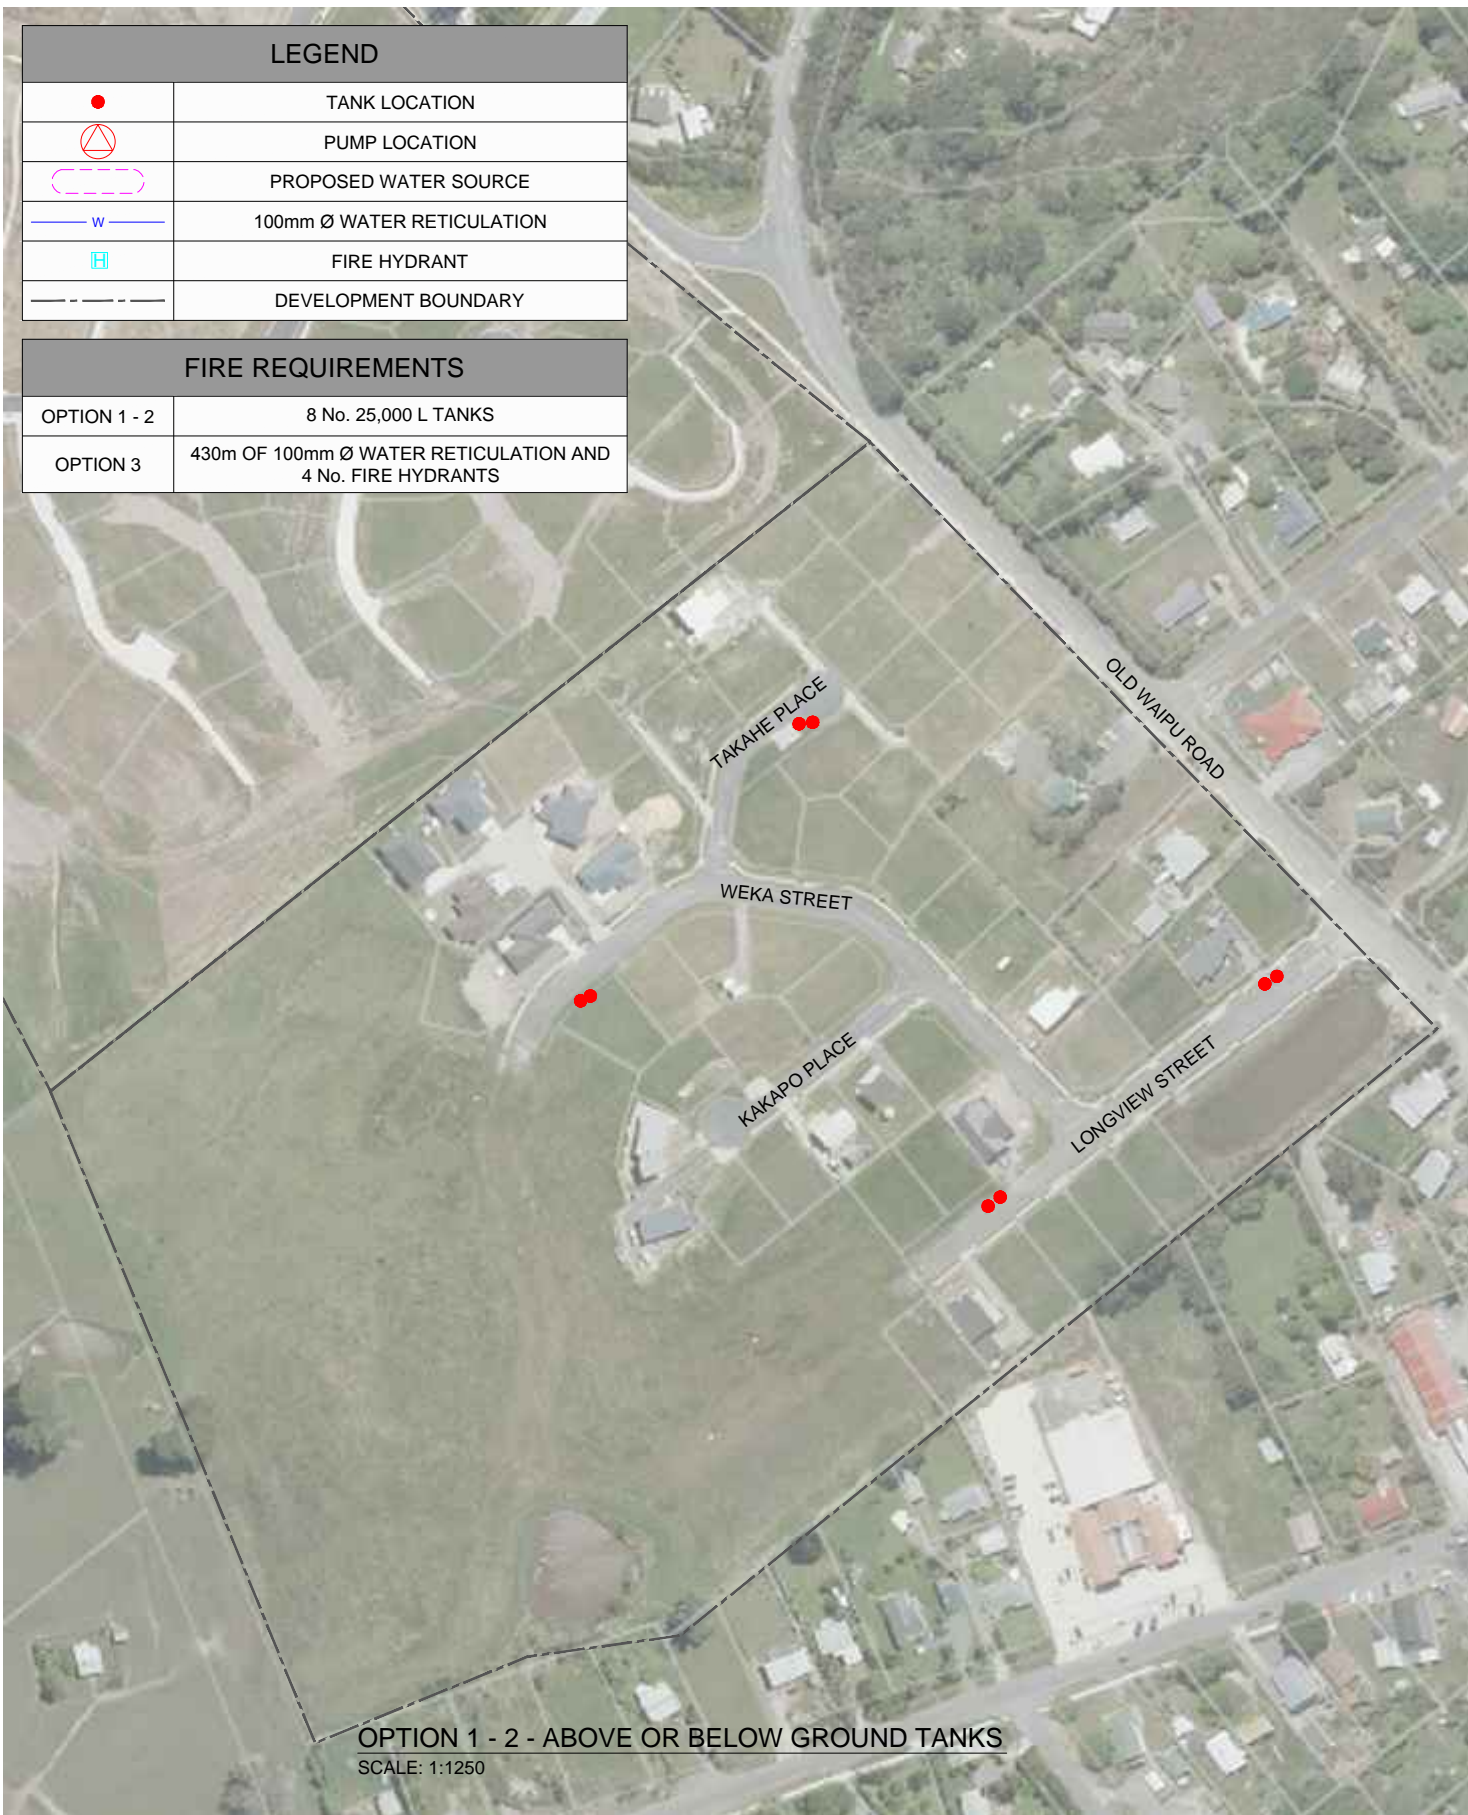 LEGEND
TANK LOCATION
PUMP LOCATION
PROPOSED WATER SOURCE
W
100mm Ø WATER RETICULATION
H
FIRE HYDRANT
DEVELOPMENT BOUNDARY
FIRE REQUIREMENTS
OPTION 1 - 2
8 No. 25,000 L TANKS
OPTION 3
430m OF 100mm Ø WATER RETICULATION AND
4 No. FIRE HYDRANTS
OLD WAIPU ROAD
TAKAHE PLACE
WEKA STREET
KAKAPO PLACE
LONGVIEW STREET
OPTION 1 - 2 - ABOVE OR BELOW GROUND TANKS
SCALE: 1:1250